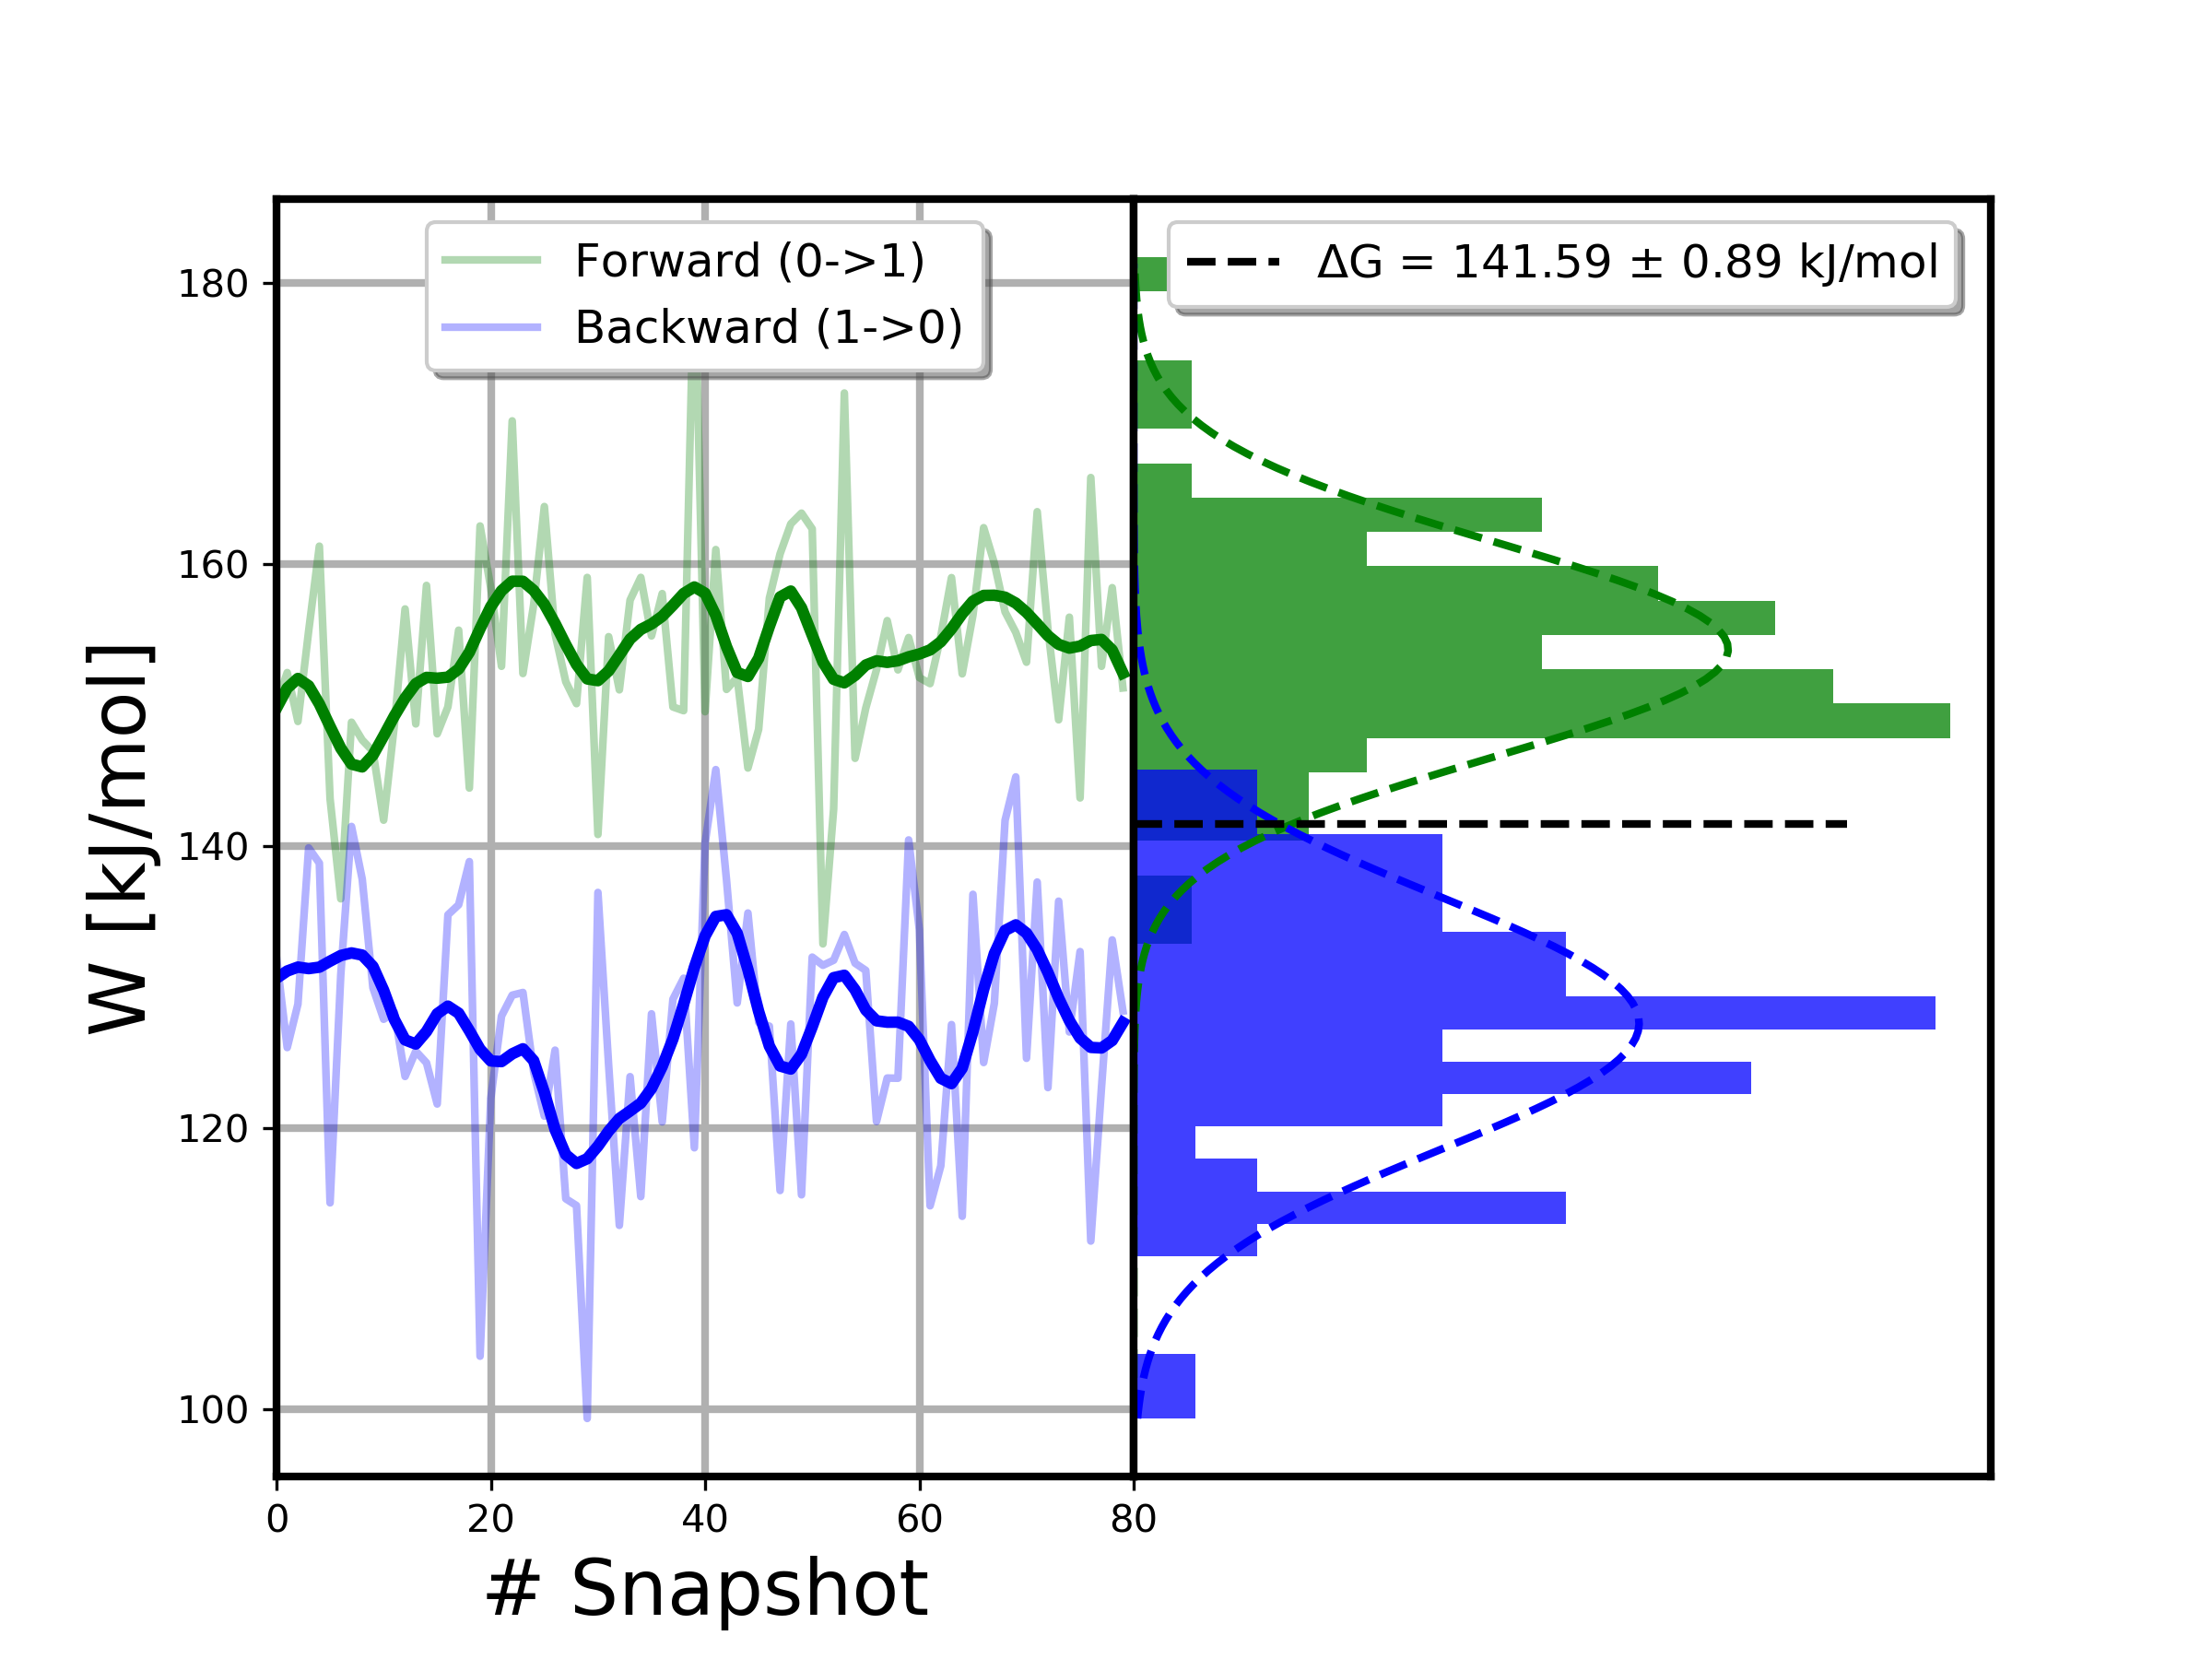 Forward (0->1)
Backward (1->0)
ΔG = 141.59 ± 0.89 kJ/mol
180
160
140
120
100
W [kJ/mol]
0 20 40 60 80
# Snapshot